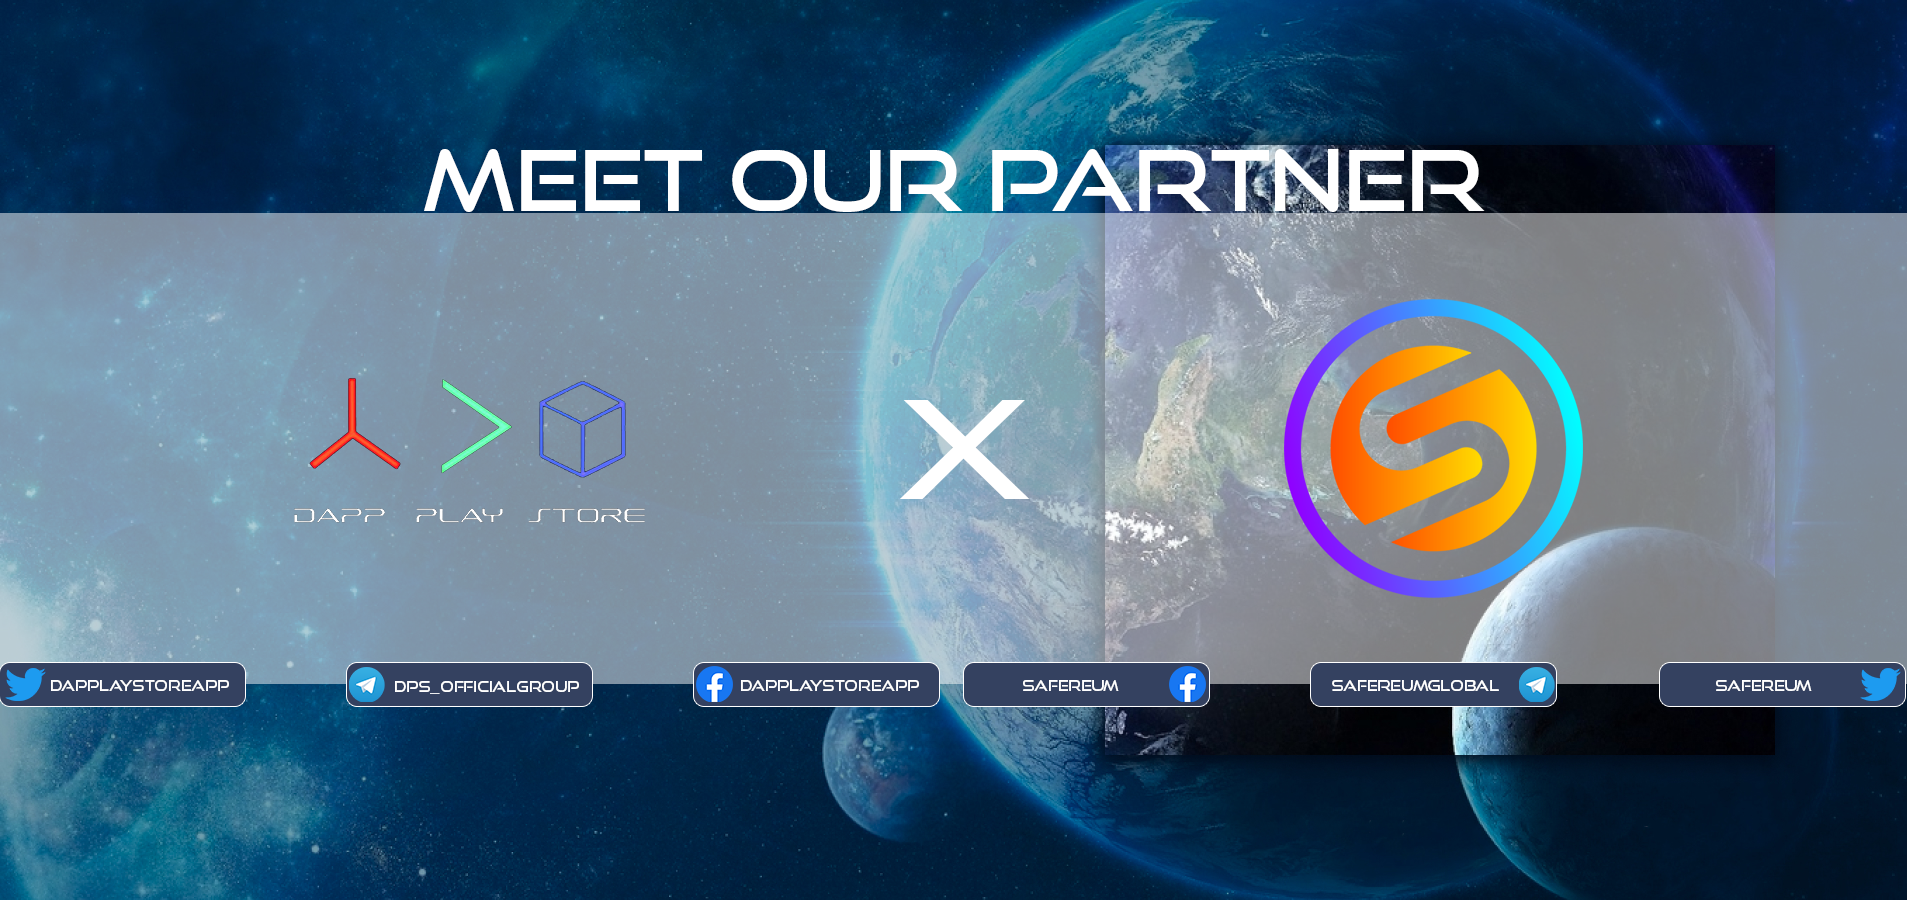 MEET OUR PARTNER
X
DAPP PLAY STORE
DAPPLAYSTOREAPP
DPS_OFFICIALGROUP
DAPPLAYSTOREAPP
SAFEREUM
SAFEREUMGLOBAL
SAFEREUM